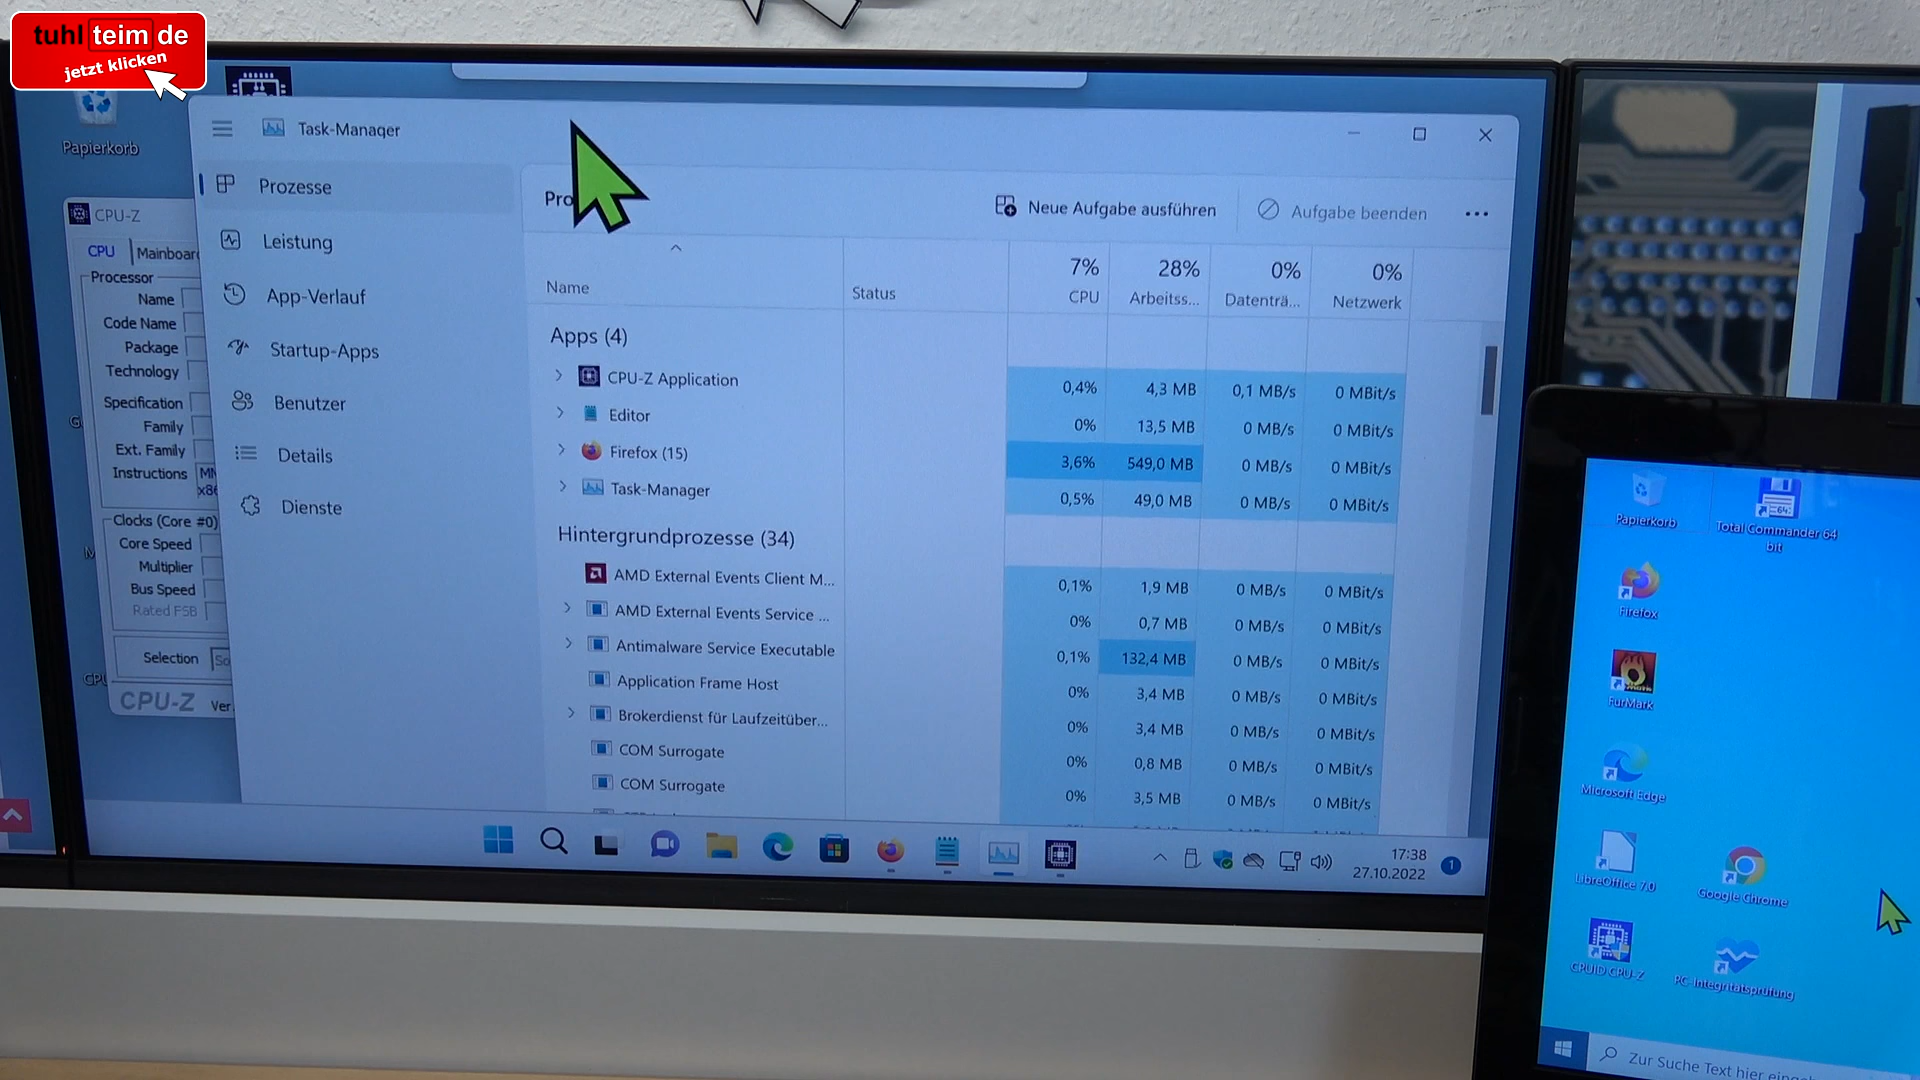 tuhl teim de
jetzt klicken
Papierkorb
Task-Manager
Prozesse
Leistung
App-Verlauf
Startup-Apps
Benutzer
Details
Dienste
Pro
Neue Aufgabe ausführen
Aufgabe beenden
Name
Status
7%
CPU
28%
Arbeitss...
0%
Datenträ...
0%
Netzwerk
Apps (4)
CPU-Z Application 0,4% 4,3 MB 0,1 MB/s 0 MBit/s
Editor 0% 13,5 MB 0 MB/s 0 MBit/s
Firefox (15) 3,6% 549,0 MB 0 MB/s 0 MBit/s
Task-Manager 0,5% 49,0 MB 0 MB/s 0 MBit/s
Hintergrundprozesse (34)
AMD External Events Client M... 0,1% 1,9 MB 0 MB/s 0 MBit/s
AMD External Events Service ... 0% 0,7 MB 0 MB/s 0 MBit/s
Antimalware Service Executable 0,1% 132,4 MB 0 MB/s 0 MBit/s
Application Frame Host 0% 3,4 MB 0 MB/s 0 MBit/s
Brokerdienst für Laufzeitüber... 0% 3,4 MB 0 MB/s 0 MBit/s
COM Surrogate 0% 0,8 MB 0 MB/s 0 MBit/s
COM Surrogate 0% 3,5 MB 0 MB/s 0 MBit/s
CPU-Z
CPU Mainboar
Processor
Name
Code Name
Package
Technology
Specification
Family
Ext. Family
Instructions MM
x86
Clocks (Core #0)
Core Speed
Multiplier
Bus Speed
Rated FSB
Selection So
CPU-Z Ver.
CPU
17:38
27.10.2022
1
Papierkorb
Total Commander 64
bit
Firefox
FurMark
Microsoft Edge
LibreOffice 7.0
Google Chrome
CPUID CPU-Z
PC-Integritätsprüfung
Zur Suche Text hier eingeb